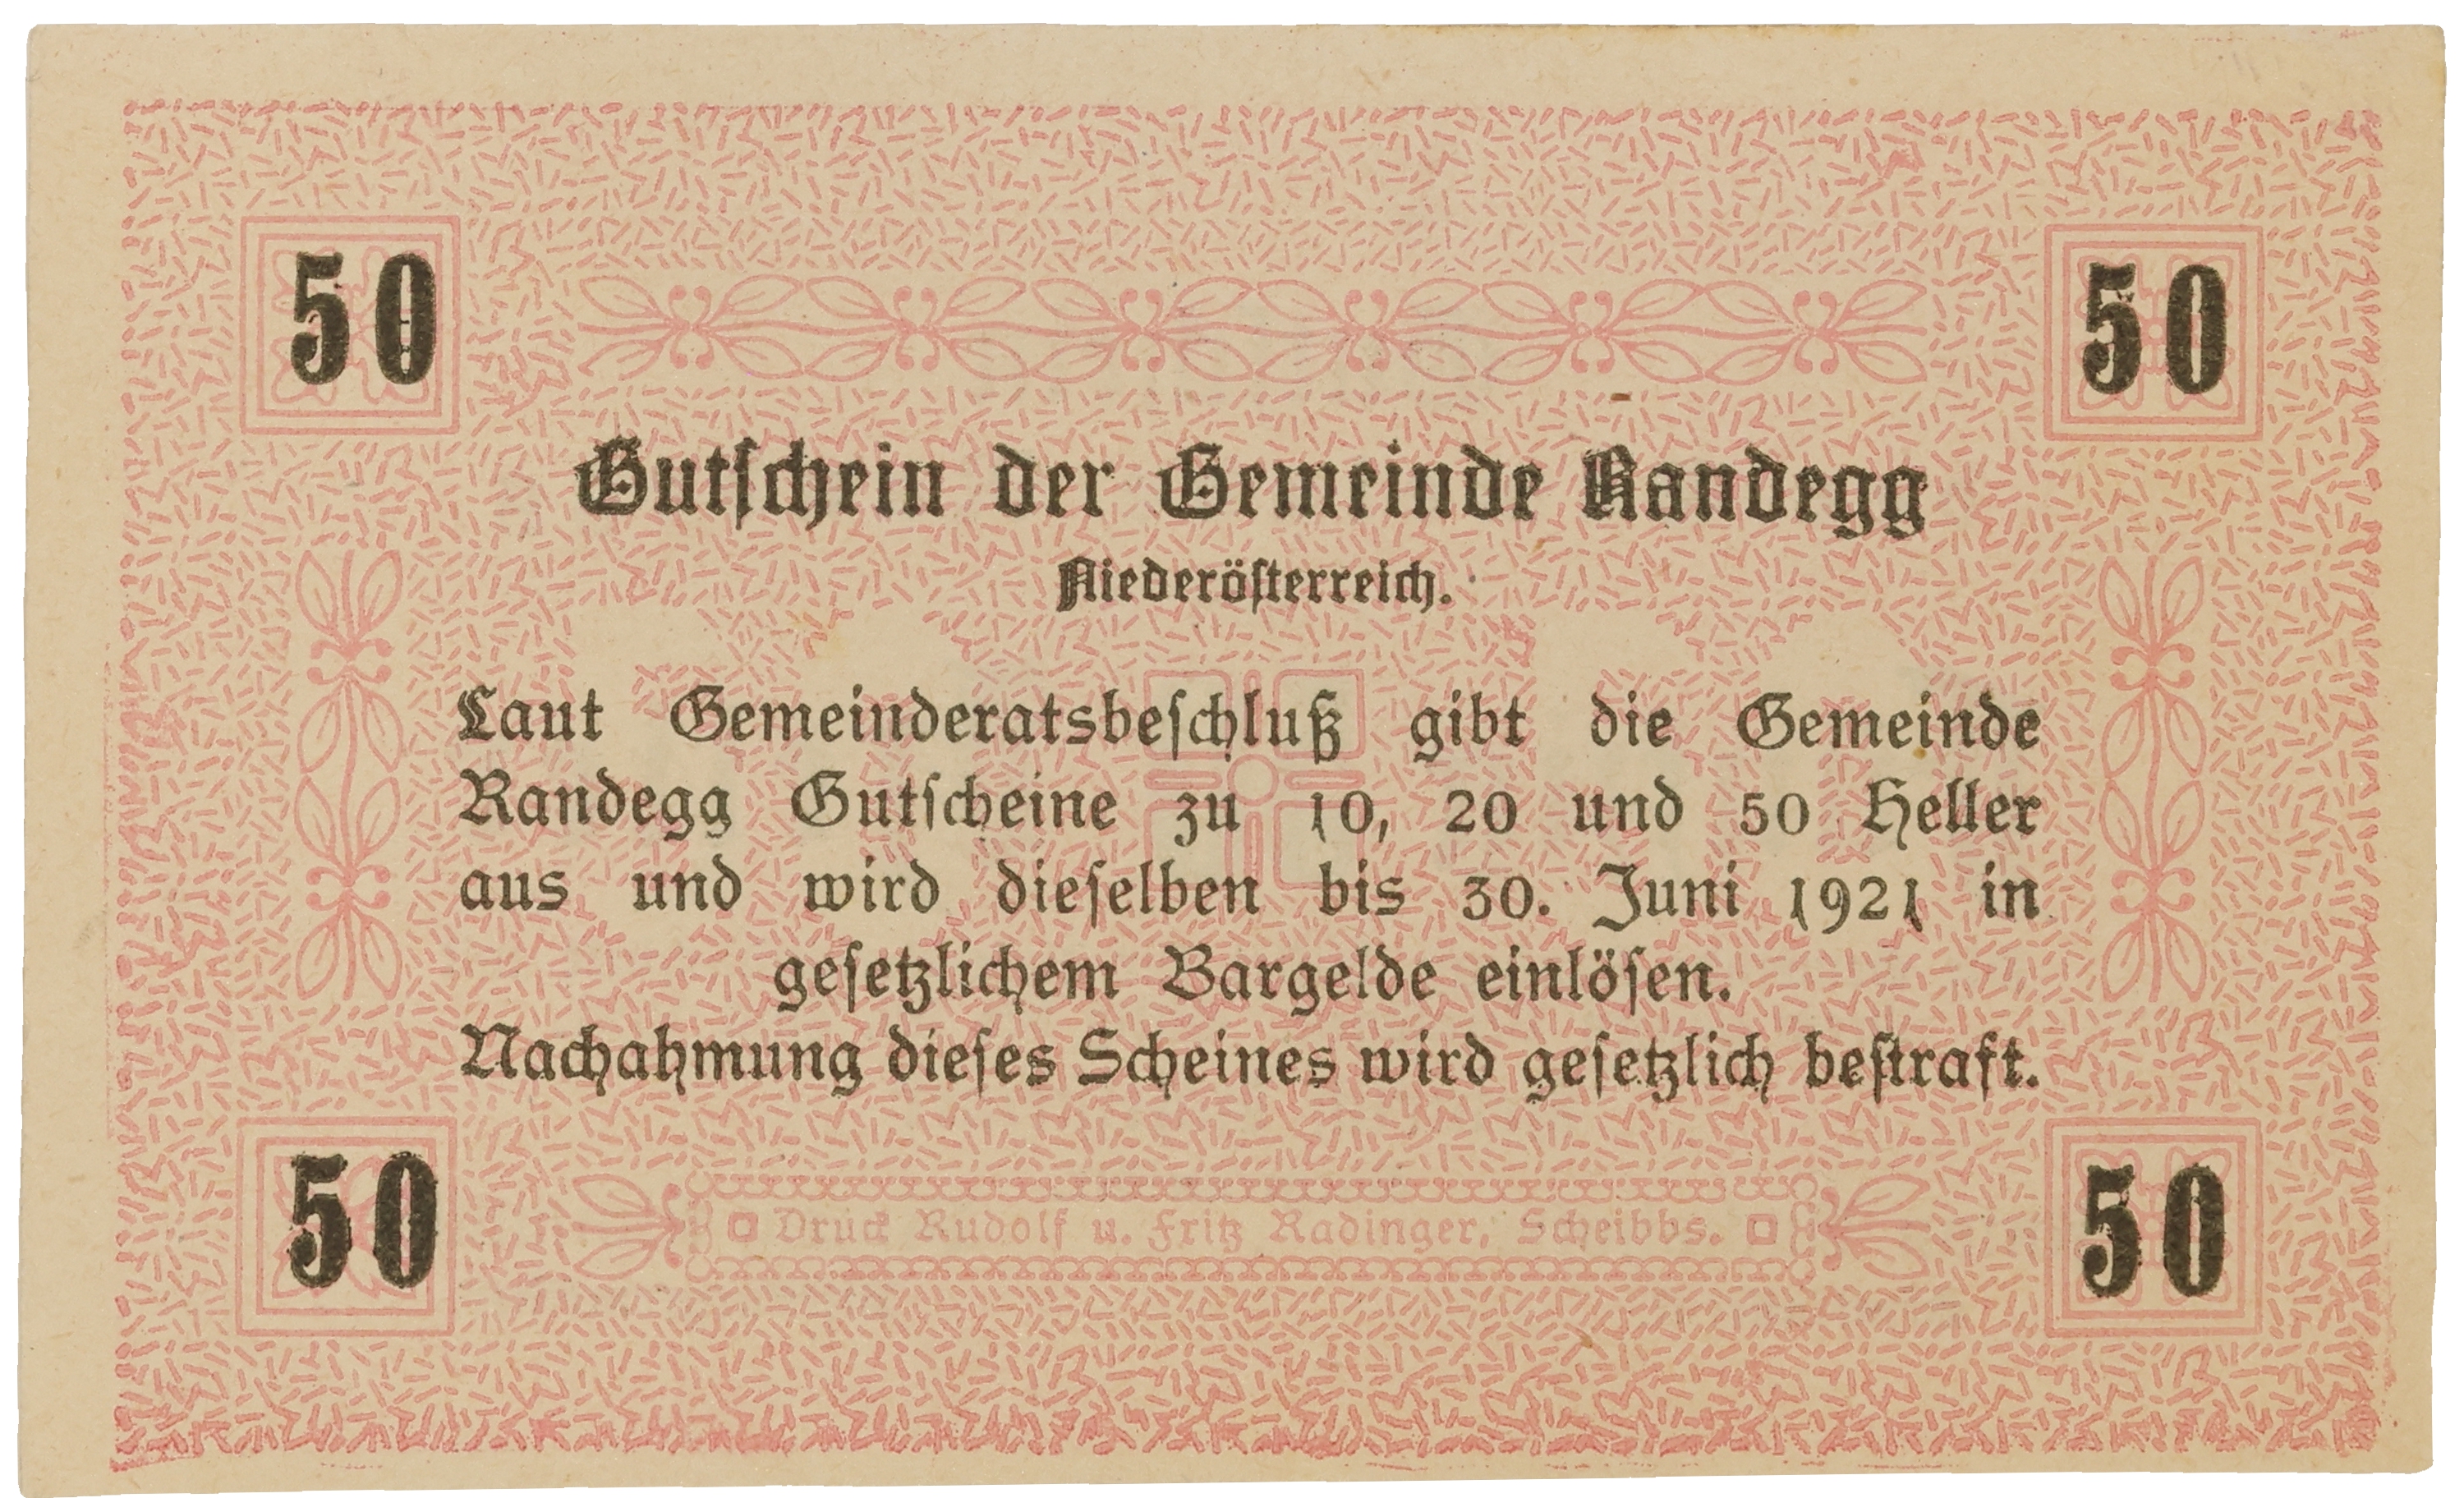 50 50
Gutſchein der Gemeinde Randegg
Niederöſterreich.
Laut Gemeinderatsbeſchluß gibt die Gemeinde
Randegg Gutſcheine zu 10, 20 und 50 Heller
aus und wird dieſelben bis 30. Juni 1921 in
geſetzlichem Bargelde einlöſen.
Nachahmung dieſes Scheines wird geſetzlich beſtraft.
50 Druck Rudolf u. Fritz Radinger, Scheibbs. 50